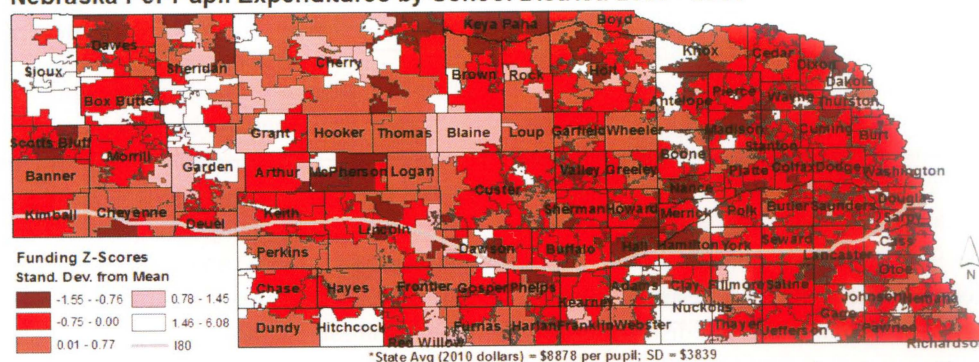 Nebraska Per Pupil Expenditures by School District
Boyd
Keya Paha
Dawes
Knox
Cedar
Cherry
Sheridan
Holt
Dixon
Sioux
Brown
Rock
Dakota
Box Butte
Pierce
Wayne
Thurston
Antelope
Grant
Hooker
Thomas
Blaine
Loup
Garfield
Wheeler
Madison
Stanton
Cuming
Burt
Scotts Bluff
Morrill
Garden
Boone
Banner
Arthur
McPherson
Logan
Valley
Greeley
Platte
Colfax
Dodge
Washington
Custer
Nance
Kimball
Cheyenne
Deuel
Keith
Sherman
Howard
Merrick
Polk
Butler
Saunders
Douglas
Sarpy
Lincoln
Perkins
Dawson
Buffalo
Hall
Hamilton
York
Seward
Lancaster
Cass
Otoe
Funding Z-Scores
Stand. Dev. from Mean
-1.55 - -0.76
0.78 - 1.45
-0.75 - 0.00
1.46 - 6.08
0.01 - 0.77
I80
Chase
Hayes
Frontier
Gosper
Phelps
Kearney
Adams
Clay
Fillmore
Saline
Johnson
Nemaha
Gage
Dundy
Hitchcock
Red Willow
Furnas
Harlan
Franklin
Webster
Nuckolls
Thayer
Jefferson
Pawnee
Richardson
N
*State Avg (2010 dollars) = $8878 per pupil; SD = $3839